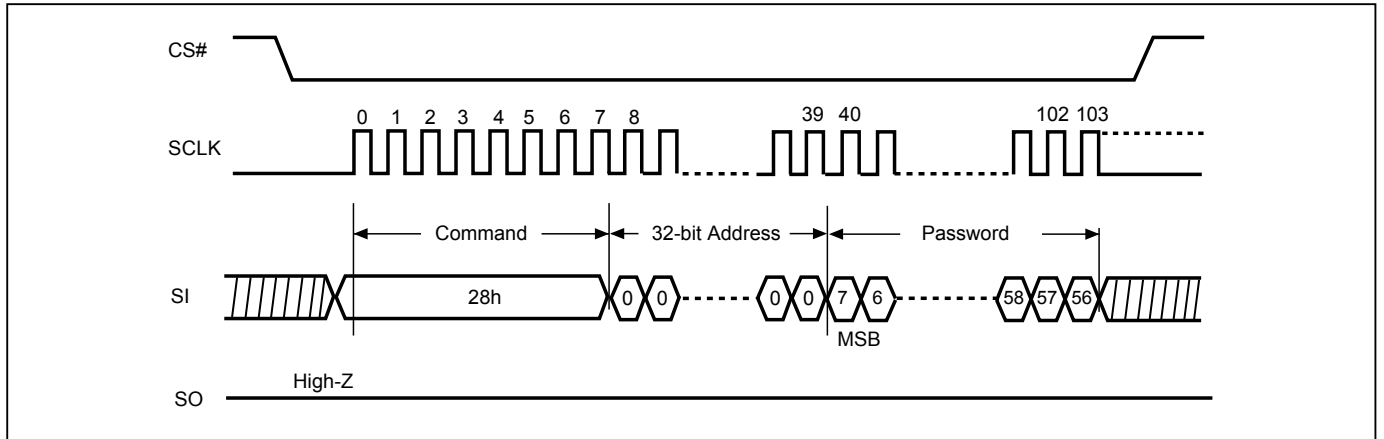 CS#
0 1 2 3 4 5 6 7 8 39 40 102 103
SCLK
Command 32-bit Address Password
SI 28h 0 0 0 0 7 6 58 57 56
MSB
High-Z
SO